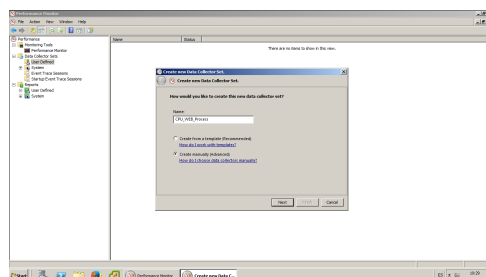 Performance Monitor
File Action View Window Help
Performance
Monitoring Tools
Performance Monitor
Data Collector Sets
User Defined
System
Event Trace Sessions
Startup Event Trace Sessions
Reports
User Defined
System
Name
Status
There are no items to show in this view.
Create new Data Collector Set.
Create new Data Collector Set.
How would you like to create this new data collector set?
Name:
CPU_WEB_Process
Create from a template (Recommended)
How do I work with templates?
Create manually (Advanced)
How do I choose data collectors manually?
Next
Finish
Cancel
Start
Performance Monitor
Create new Data C...